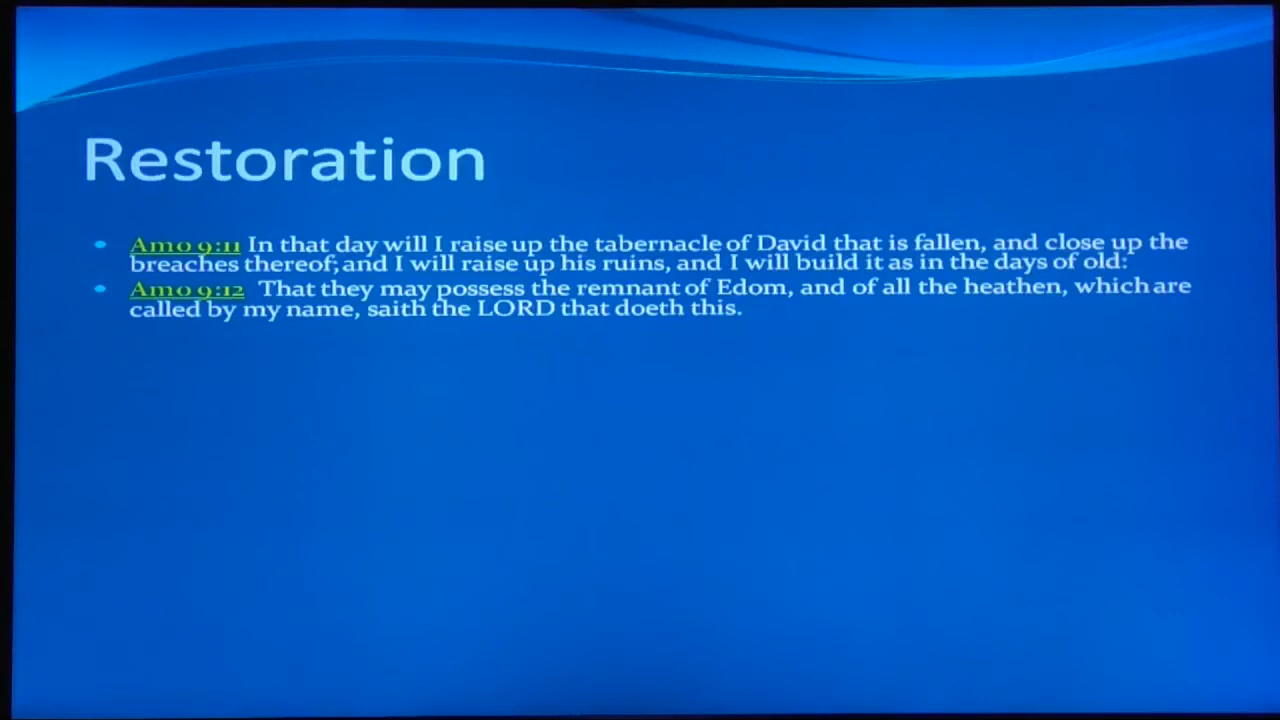 Restoration
• Amo 9:11 In that day will I raise up the tabernacle of David that is fallen, and close up the
breaches thereof; and I will raise up his ruins, and I will build it as in the days of old:
• Amo 9:12 That they may possess the remnant of Edom, and of all the heathen, which are
called by my name, saith the LORD that doeth this.